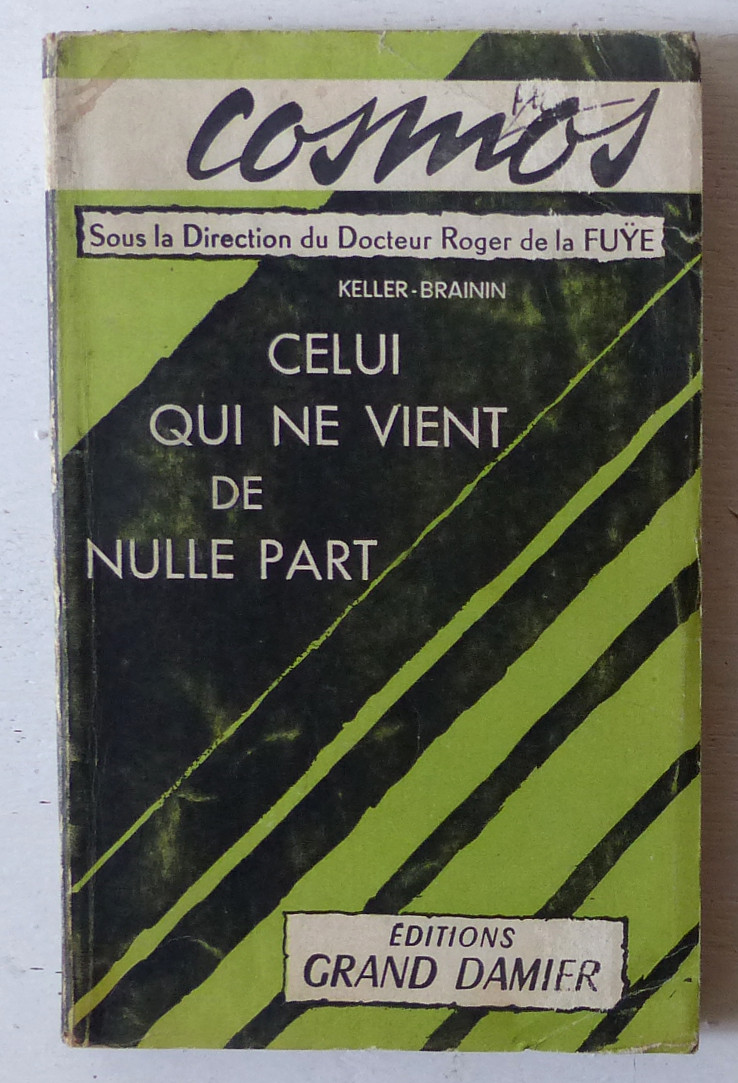 cosmos
Sous la Direction du Docteur Roger de la FUŸE
KELLER-BRAININ
CELUI
QUI NE VIENT
DE
NULLE PART
ÉDITIONS
GRAND DAMIER